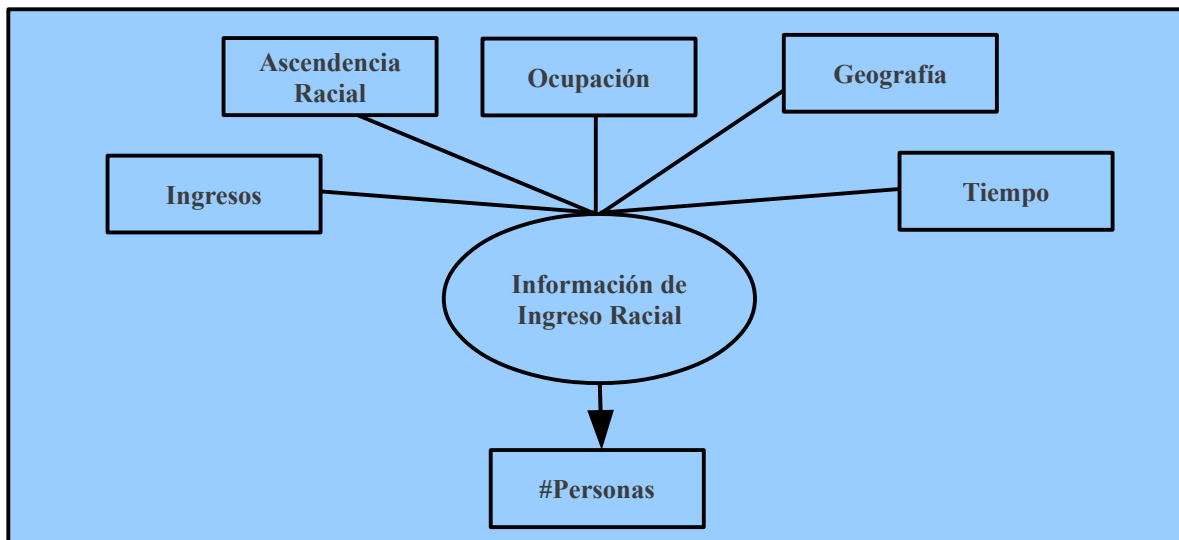 Ascendencia
Racial
Ocupación
Geografía
Ingresos
Tiempo
Información de
Ingreso Racial
#Personas